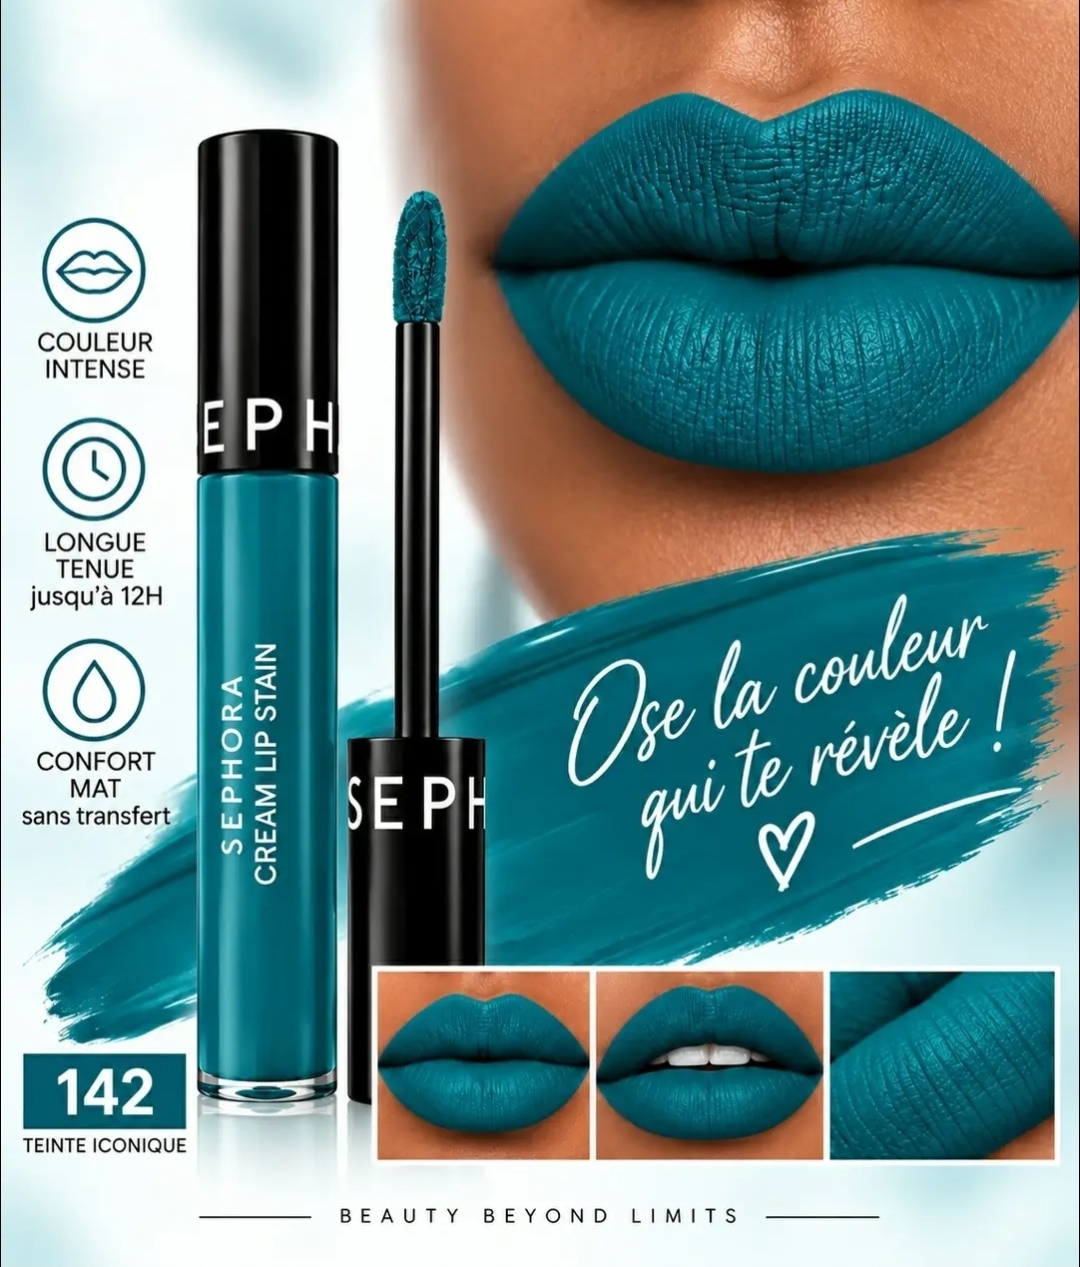 COULEUR
INTENSE
LONGUE
TENUE
jusqu'à 12H
CONFORT
MAT
sans transfert
EPH
SEPHORA
CREAM LIP STAIN
SEPH
Ose la couleur
qui te révèle !
142
TEINTE ICONIQUE
BEAUTY BEYOND LIMITS